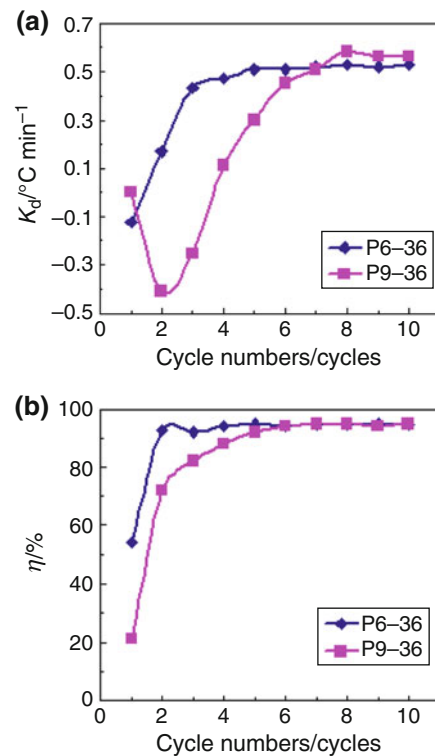 (a)
0.7
0.5
0.3
0.1
−0.1
−0.3
−0.5
K_d/°C min⁻¹
P6–36
P9–36
0 2 4 6 8 10
Cycle numbers/cycles
(b)
100
80
60
40
20
0
η/%
P6–36
P9–36
0 2 4 6 8 10
Cycle numbers/cycles